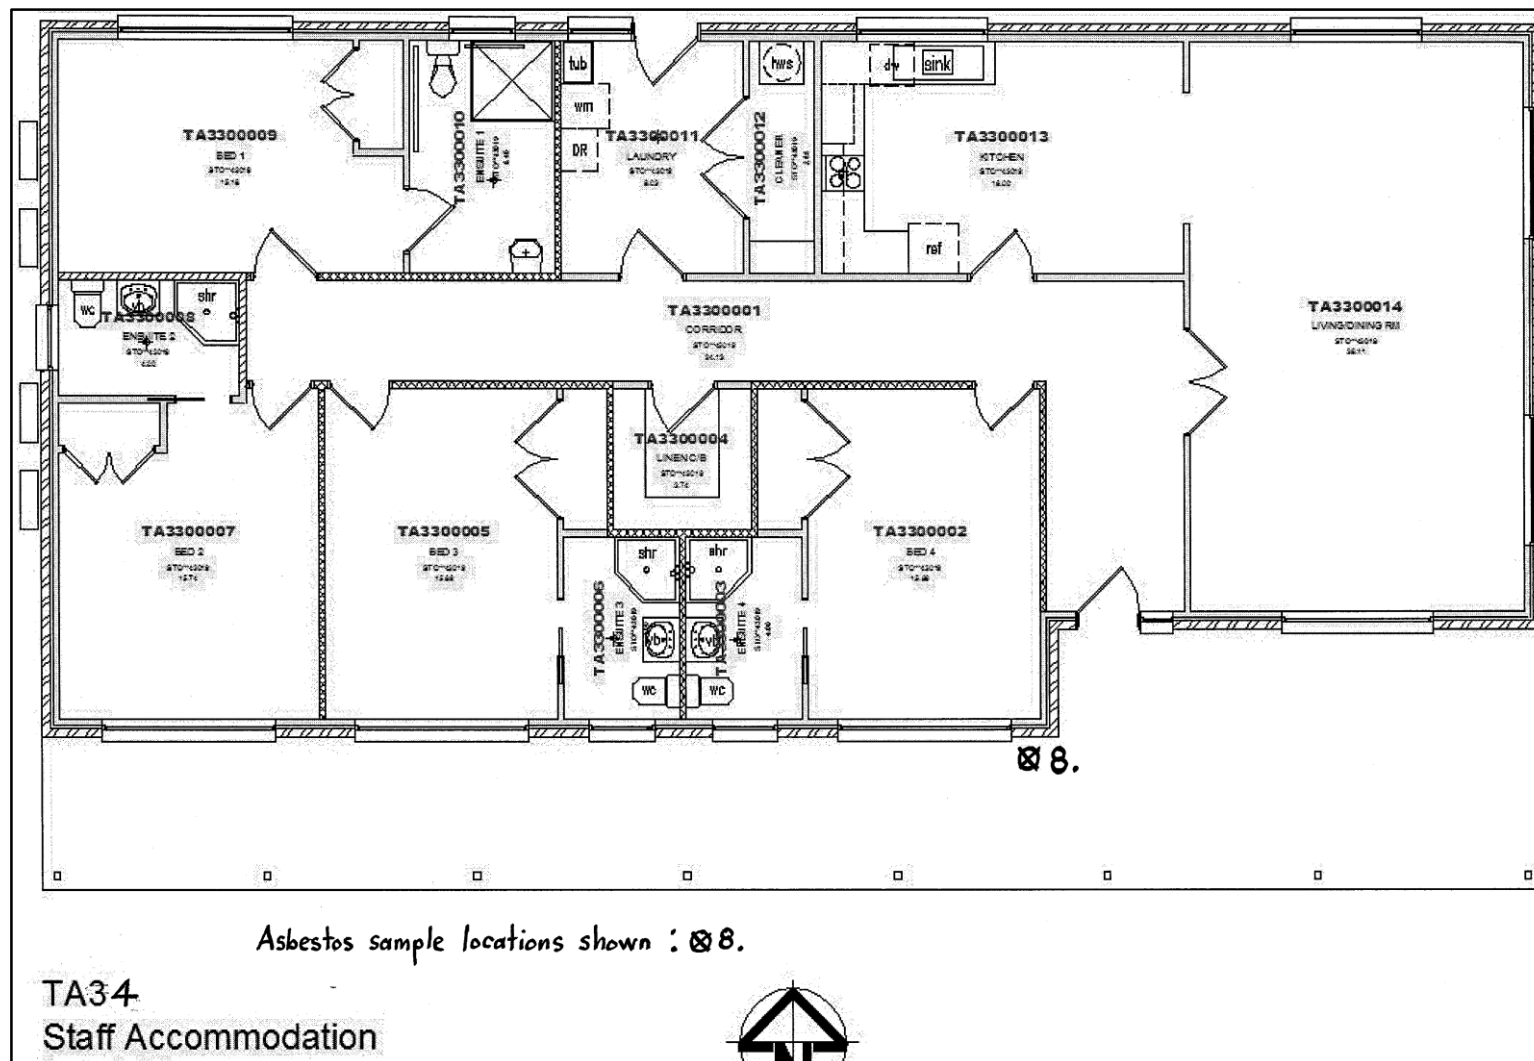 tub
hws
dw
sink
wm
DR
TA3300009
BED 1
TA3300010
ENSUITE 1
TA3300011
LAUNDRY
TA3300012
CLEANER
TA3300013
KITCHEN
ref
wc
vb
shr
TA3300008
ENSUITE 2
TA3300001
CORRIDOR
TA3300014
LIVING/DINING RM
TA3300004
LINEN C/B
TA3300007
BED 2
TA3300005
BED 3
TA3300002
BED 4
shr
shr
TA3300006
ENSUITE 3
vb
wc
TA3300003
ENSUITE 4
vb
wc
8.
Asbestos sample locations shown : 8.
TA34
Staff Accommodation
N